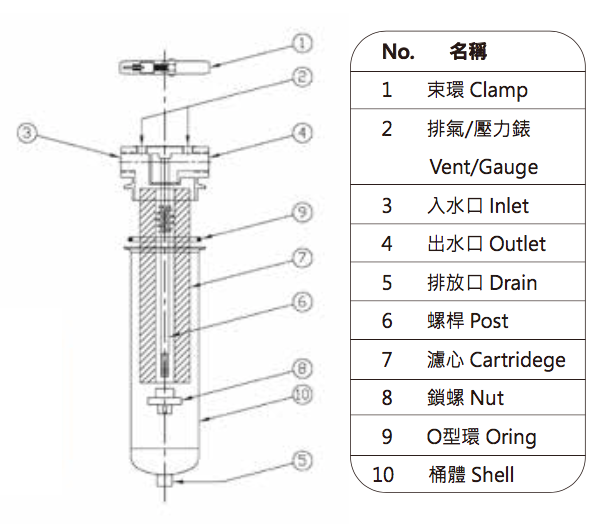 1
2
3
4
9
7
6
8
10
5
No. 名稱
1 束環 Clamp
2 排氣/壓力錶
Vent/Gauge
3 入水口 Inlet
4 出水口 Outlet
5 排放口 Drain
6 螺桿 Post
7 濾心 Cartridege
8 鎖螺 Nut
9 O型環 Oring
10 桶體 Shell